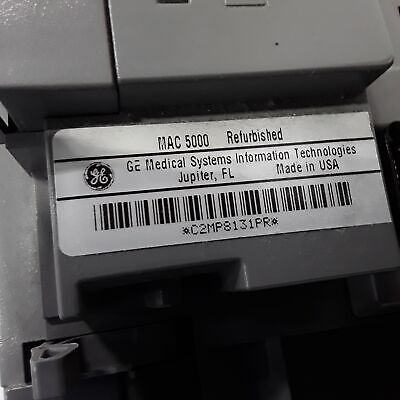 MAC 5000 Refurbished
GE Medical Systems Information Technologies
Jupiter, FL Made in USA
*C2MP8131PR*